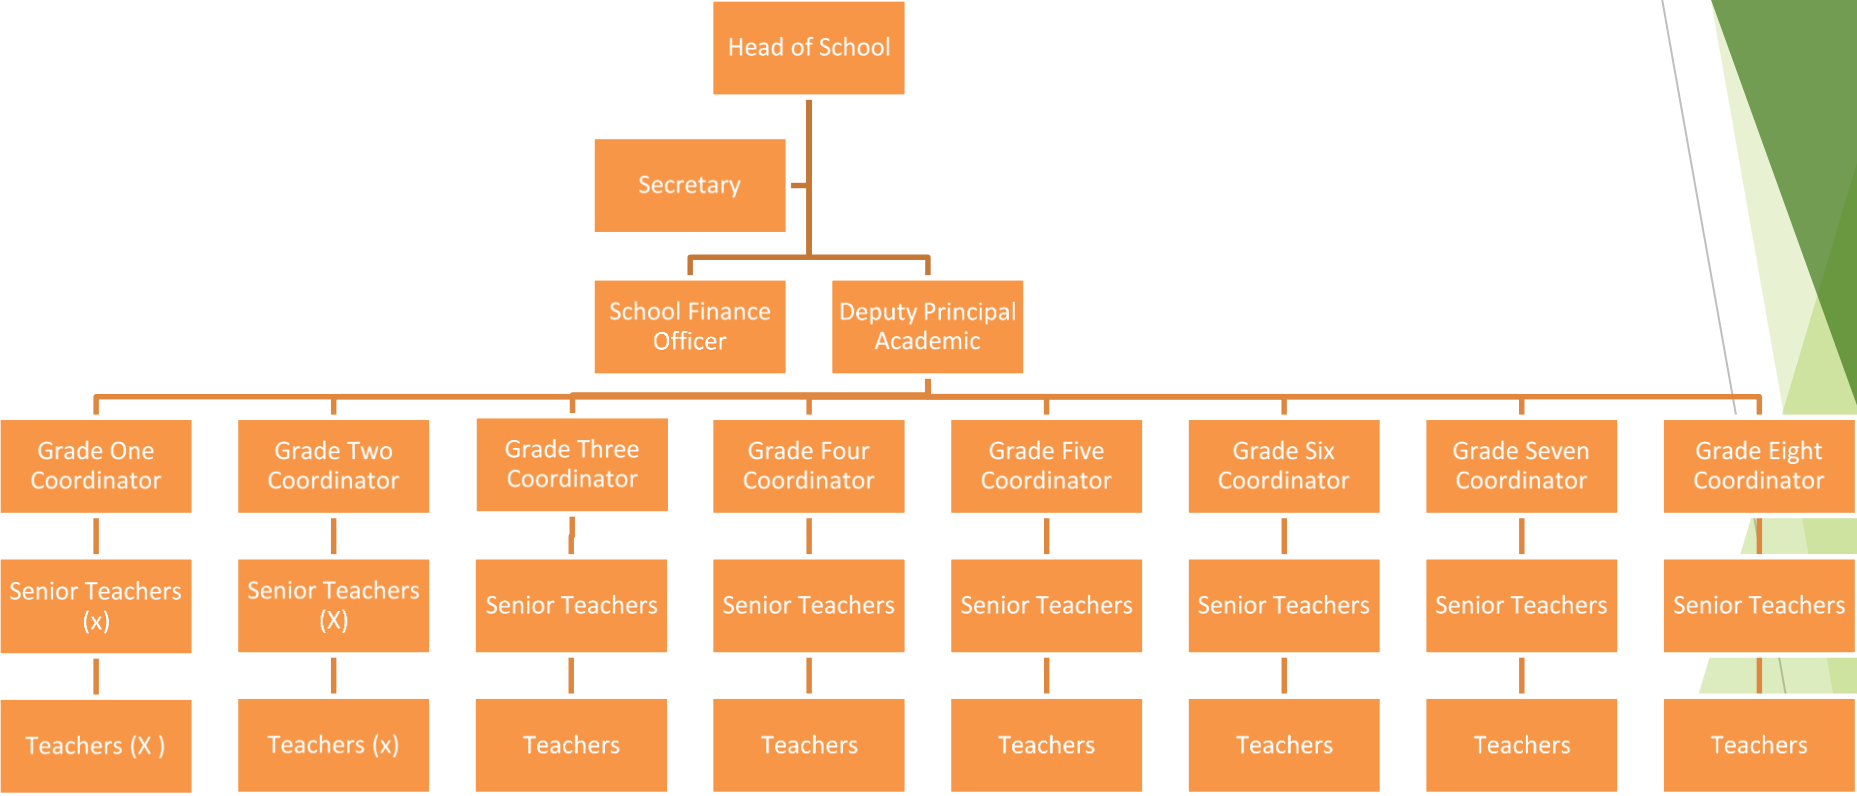 Head of School
Secretary
School Finance
Officer
Deputy Principal
Academic
Grade One
Coordinator
Grade Two
Coordinator
Grade Three
Coordinator
Grade Four
Coordinator
Grade Five
Coordinator
Grade Six
Coordinator
Grade Seven
Coordinator
Grade Eight
Coordinator
Senior Teachers
(x)
Senior Teachers
(X)
Senior Teachers
Senior Teachers
Senior Teachers
Senior Teachers
Senior Teachers
Senior Teachers
Teachers (X )
Teachers (x)
Teachers
Teachers
Teachers
Teachers
Teachers
Teachers